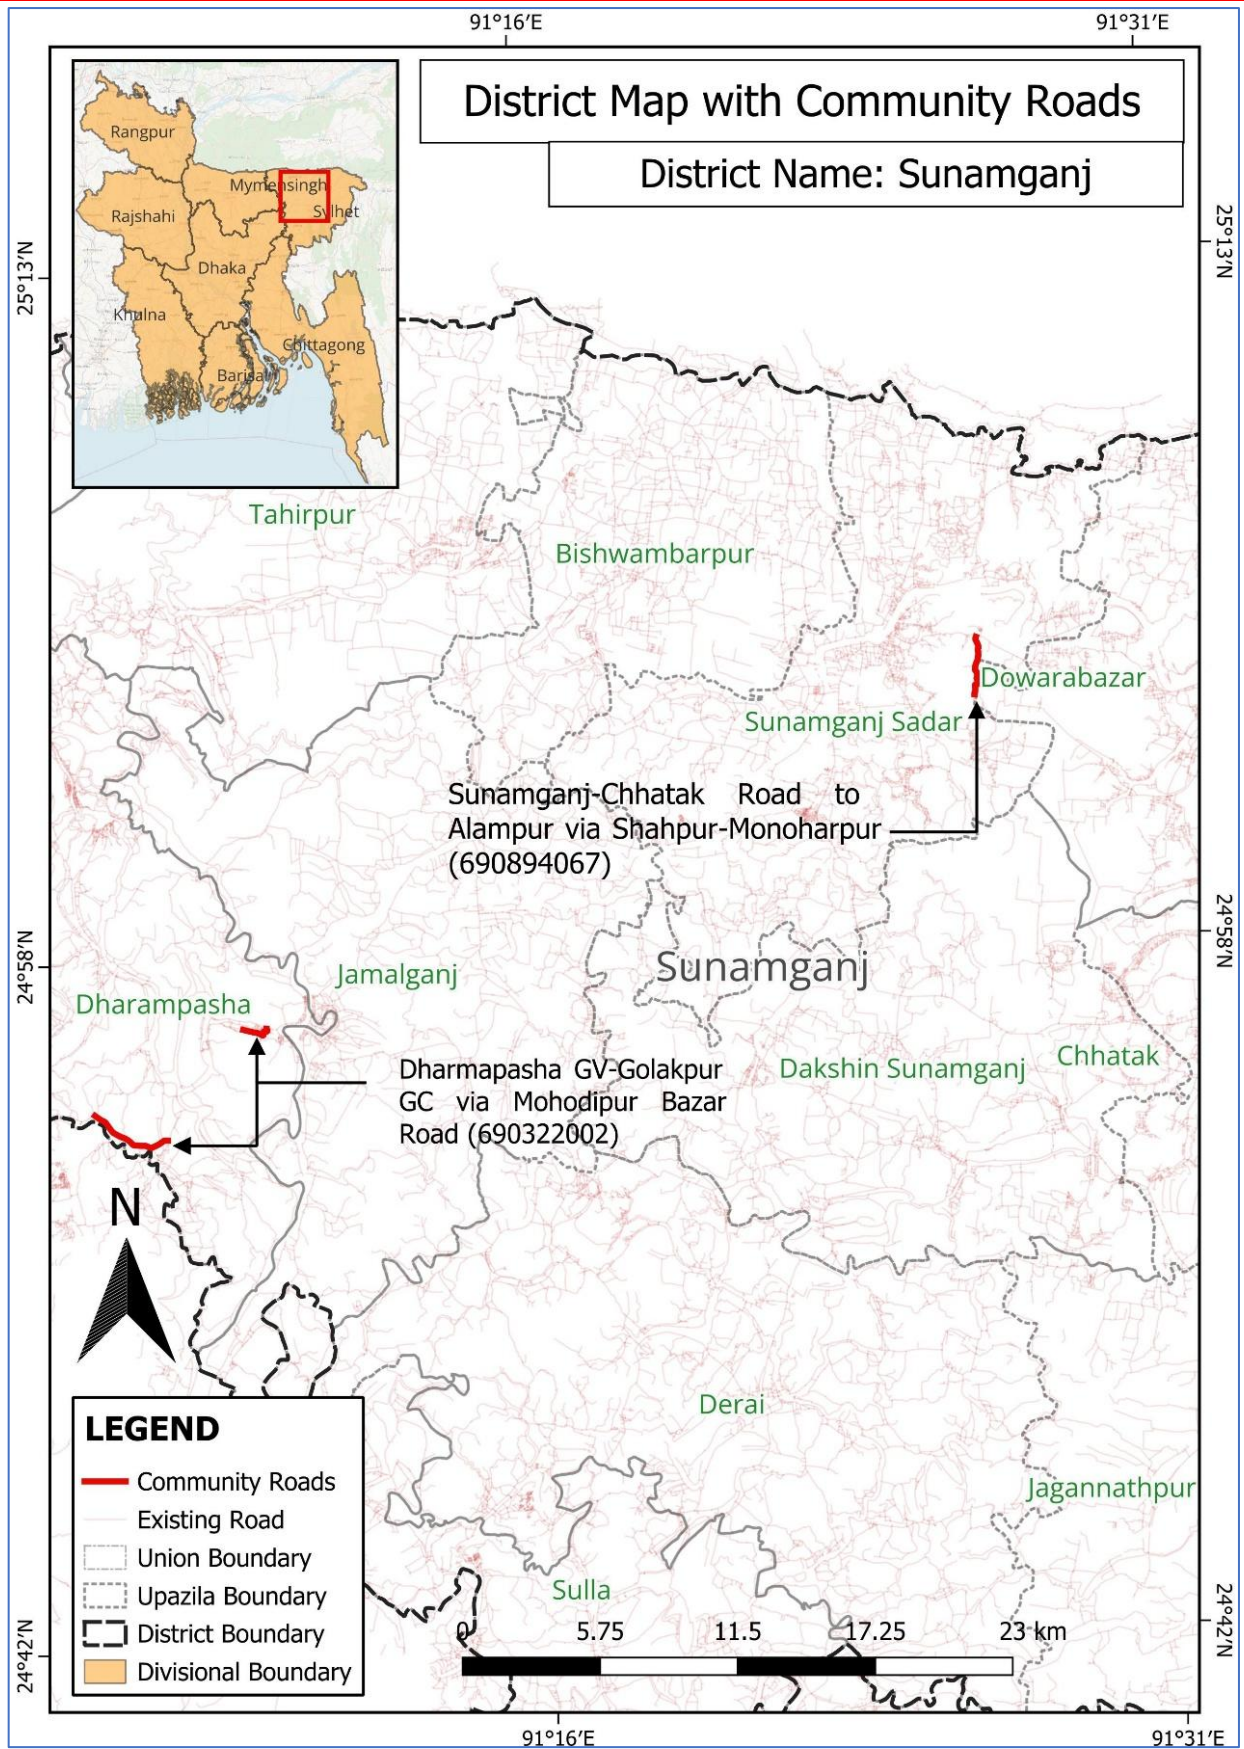 91°16'E
91°31'E
District Map with Community Roads
District Name: Sunamganj
Rangpur
Mymensingh
Rajshahi
Sylhet
Dhaka
Khulna
Chittagong
Barisal
25°13'N
25°13'N
Tahirpur
Bishwambarpur
Dowarabazar
Sunamganj Sadar
Sunamganj-Chhatak Road to
Alampur via Shahpur-Monoharpur
(690894067)
24°58'N
24°58'N
Sunamganj
Jamalganj
Dharampasha
Dakshin Sunamganj
Chhatak
Dharmapasha GV-Golakpur
GC via Mohodipur Bazar
Road (690322002)
N
Derai
Jagannathpur
LEGEND
Community Roads
Existing Road
Union Boundary
Upazila Boundary
District Boundary
Divisional Boundary
Sulla
0 5.75 11.5 17.25 23 km
24°42'N
24°42'N
91°16'E
91°31'E